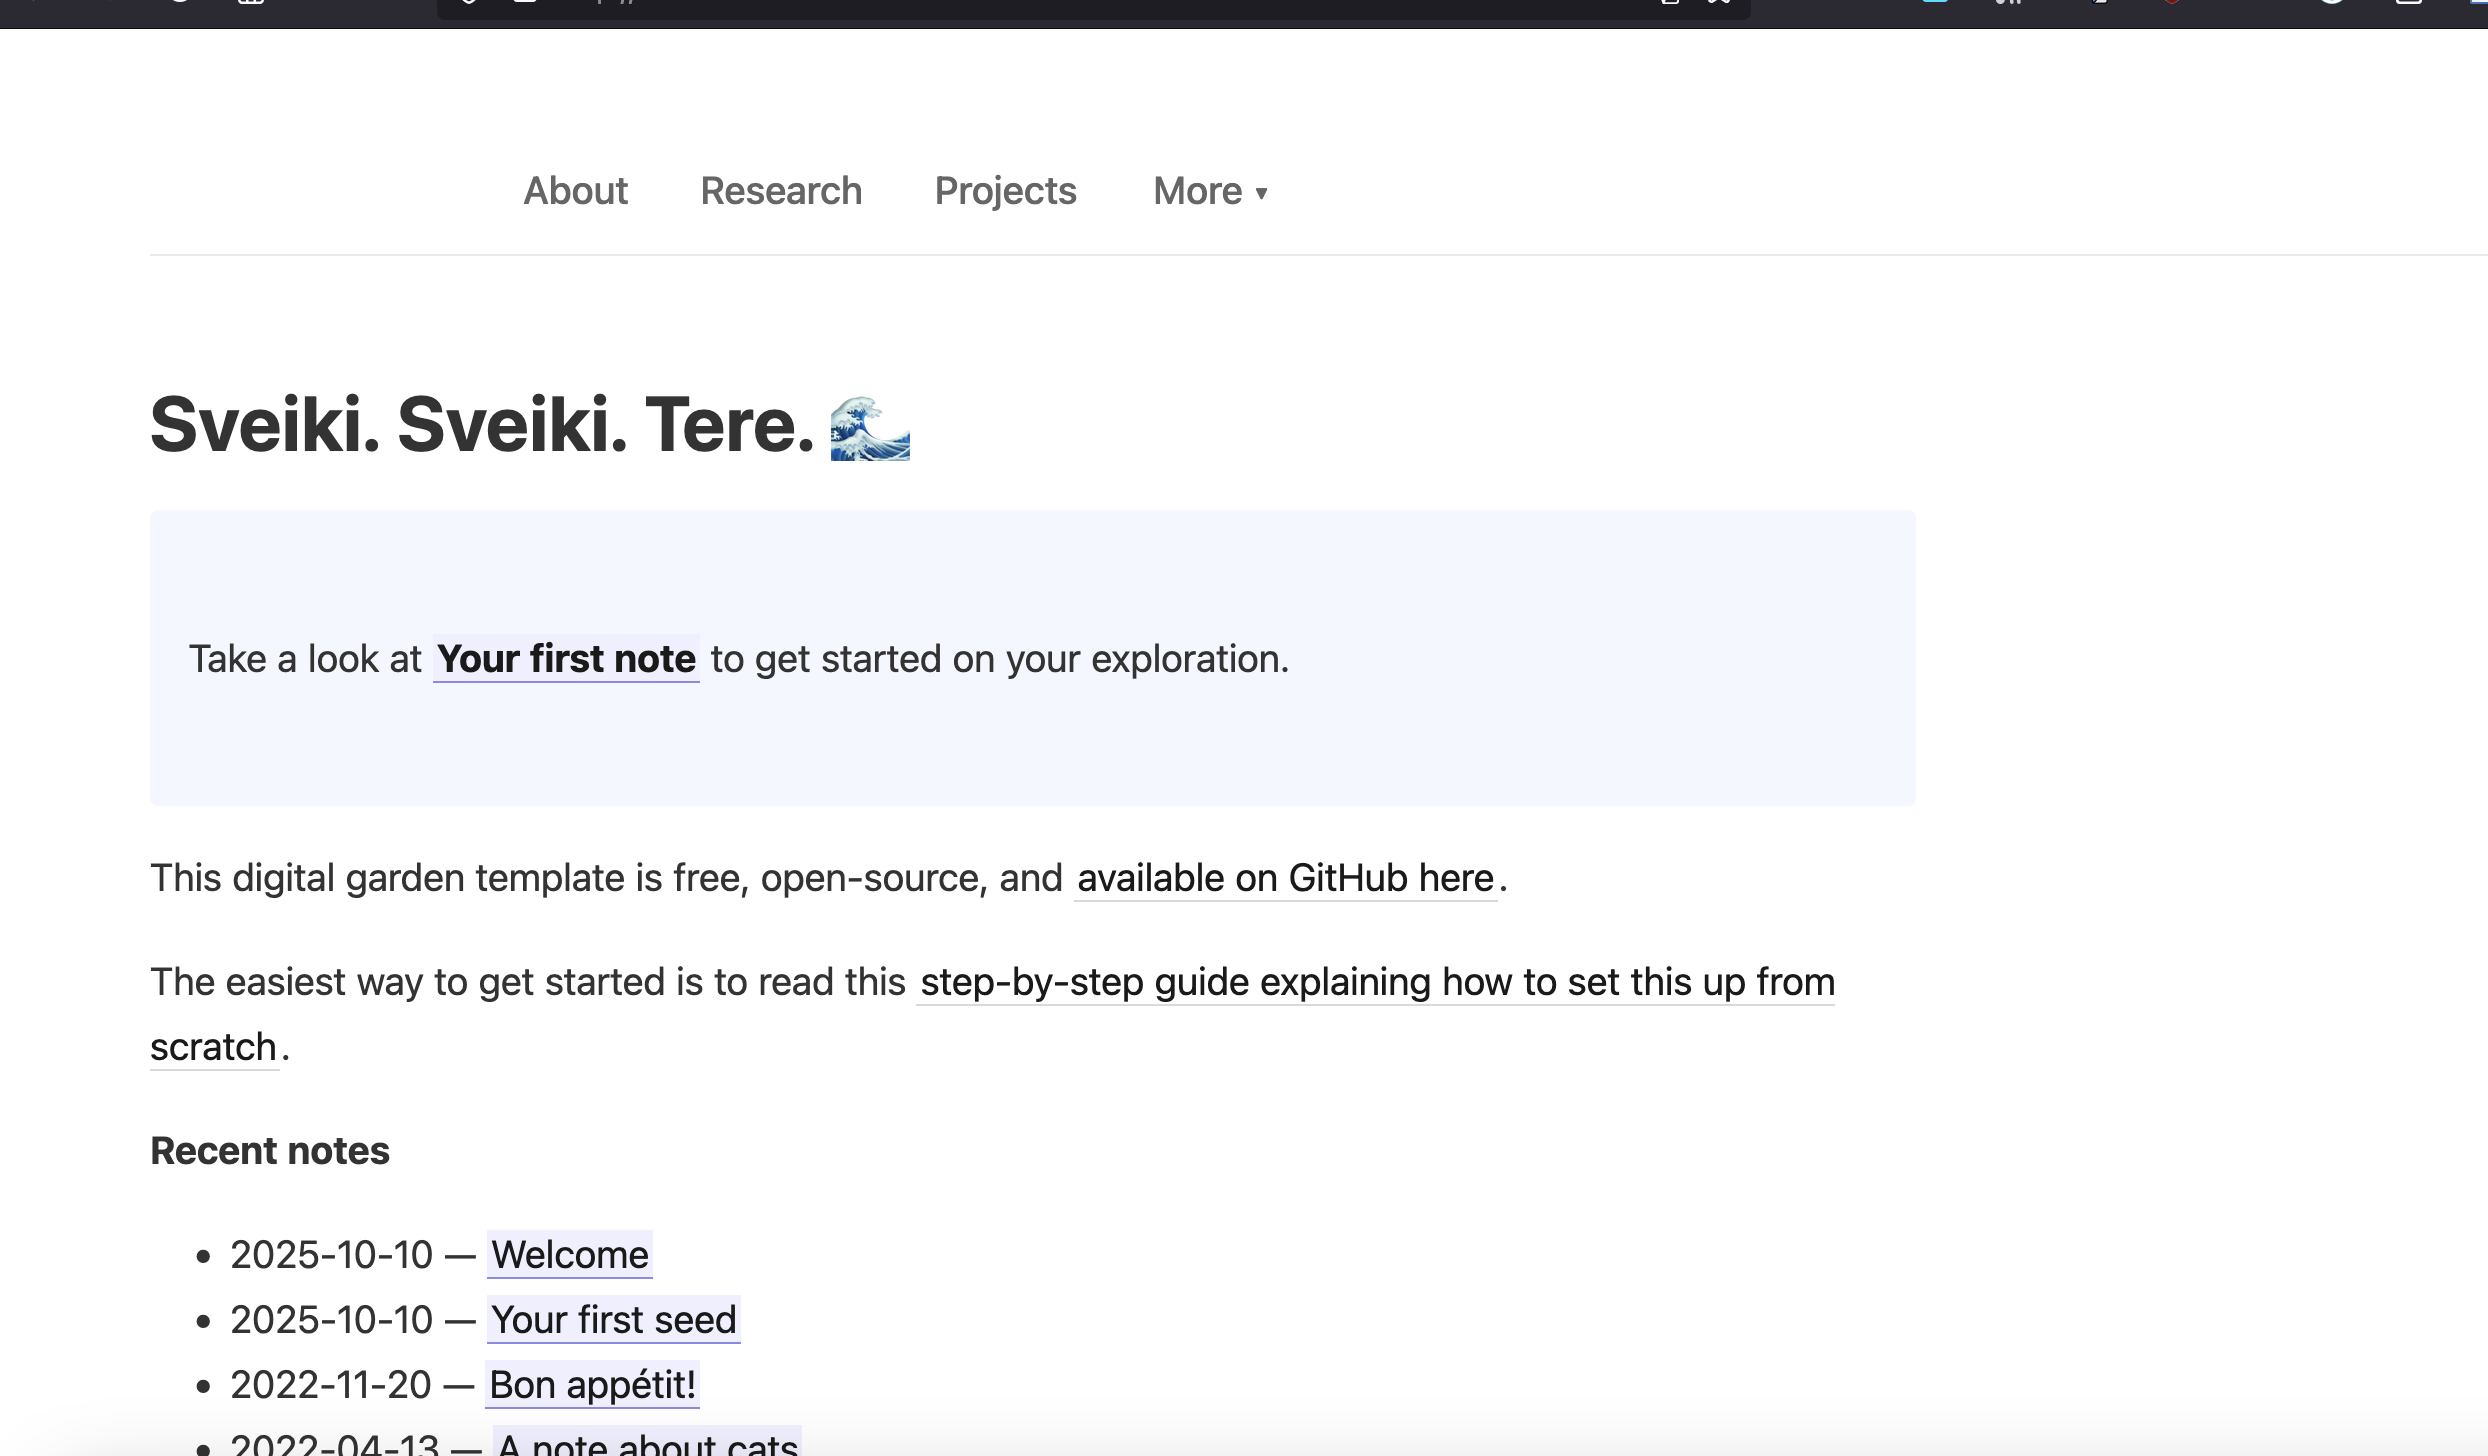 About Research Projects More ▾
Sveiki. Sveiki. Tere. 🌊
Take a look at Your first note to get started on your exploration.
This digital garden template is free, open-source, and available on GitHub here.
The easiest way to get started is to read this step-by-step guide explaining how to set this up from
scratch.
Recent notes
• 2025-10-10 — Welcome
• 2025-10-10 — Your first seed
• 2022-11-20 — Bon appétit!
• 2022-04-13 — A note about cats